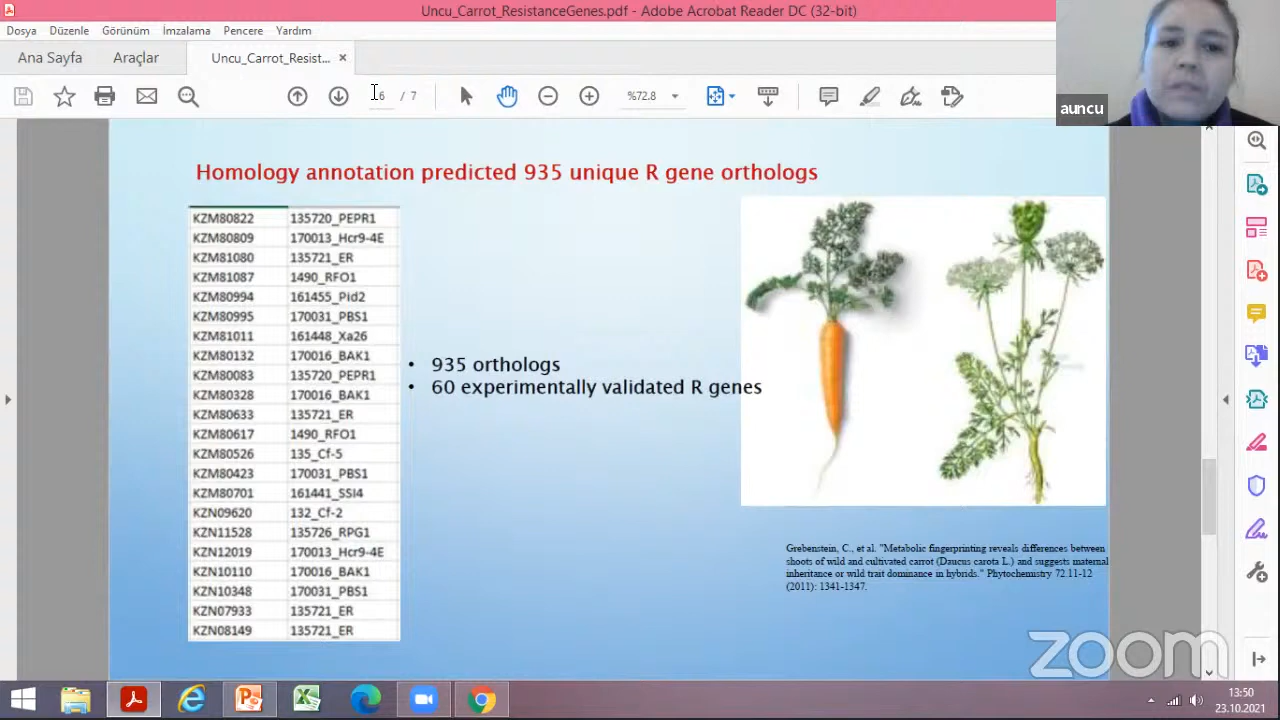 Uncu_Carrot_ResistanceGenes.pdf - Adobe Acrobat Reader DC (32-bit)
Dosya Düzenle Görünüm İmzalama Pencere Yardım
Ana Sayfa Araçlar Uncu_Carrot_Resist... ×
6 / 7 %72.8
auncu
Homology annotation predicted 935 unique R gene orthologs
KZM80822 135720_PEPR1
KZM80809 170013_Hcr9-4E
KZM81080 135721_ER
KZM81087 1490_RFO1
KZM80994 161455_Pid2
KZM80995 170031_PBS1
KZM81011 161448_Xa26
KZM80132 170016_BAK1
KZM80083 135720_PEPR1
KZM80328 170016_BAK1
KZM80633 135721_ER
KZM80617 1490_RFO1
KZM80526 135_Cf-5
KZM80423 170031_PBS1
KZM80701 161441_SSI4
KZN09620 132_Cf-2
KZN11528 135726_RPG1
KZN12019 170013_Hcr9-4E
KZN10110 170016_BAK1
KZN10348 170031_PBS1
KZN07933 135721_ER
KZN08149 135721_ER
• 935 orthologs
• 60 experimentally validated R genes
Grebenstein, C., et al. "Metabolic fingerprinting reveals differences between
shoots of wild and cultivated carrot (Daucus carota L.) and suggests maternal
inheritance or wild trait dominance in hybrids." Phytochemistry 72.11-12
(2011): 1341-1347.
zoom
13:50
23.10.2021